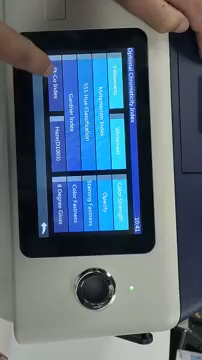 Optional Chromaticity Index
10:41
Yellowness
Whiteness
Color Strength
Metamerism Index
Opacity
555 Hue Classification
Staining Fastness
Gardner Index
Color Fastness
Pt-Co Index
Haze(D1003)
8 Degree Gloss